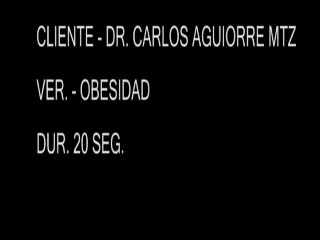 CLIENTE - DR. CARLOS AGUIORRE MTZ
VER. - OBESIDAD
DUR. 20 SEG.